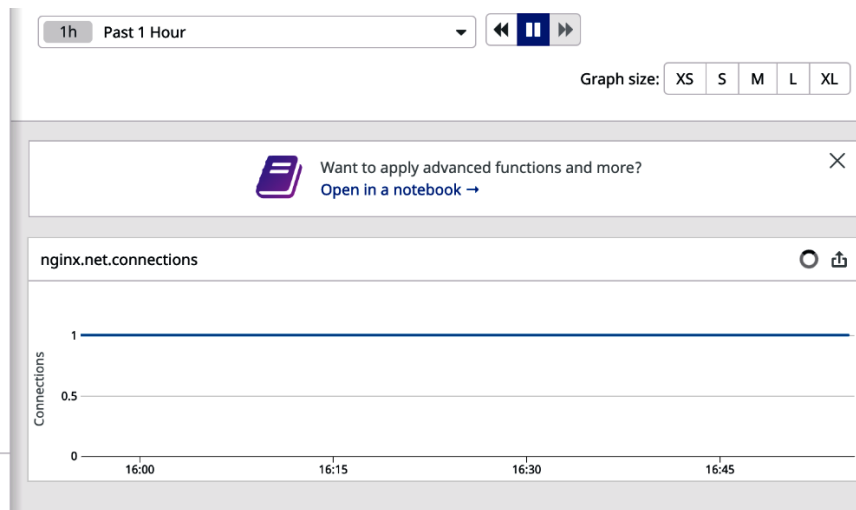 1h Past 1 Hour
Graph size: XS S M L XL
Want to apply advanced functions and more?
Open in a notebook →
nginx.net.connections
Connections
1
0.5
0
16:00 16:15 16:30 16:45